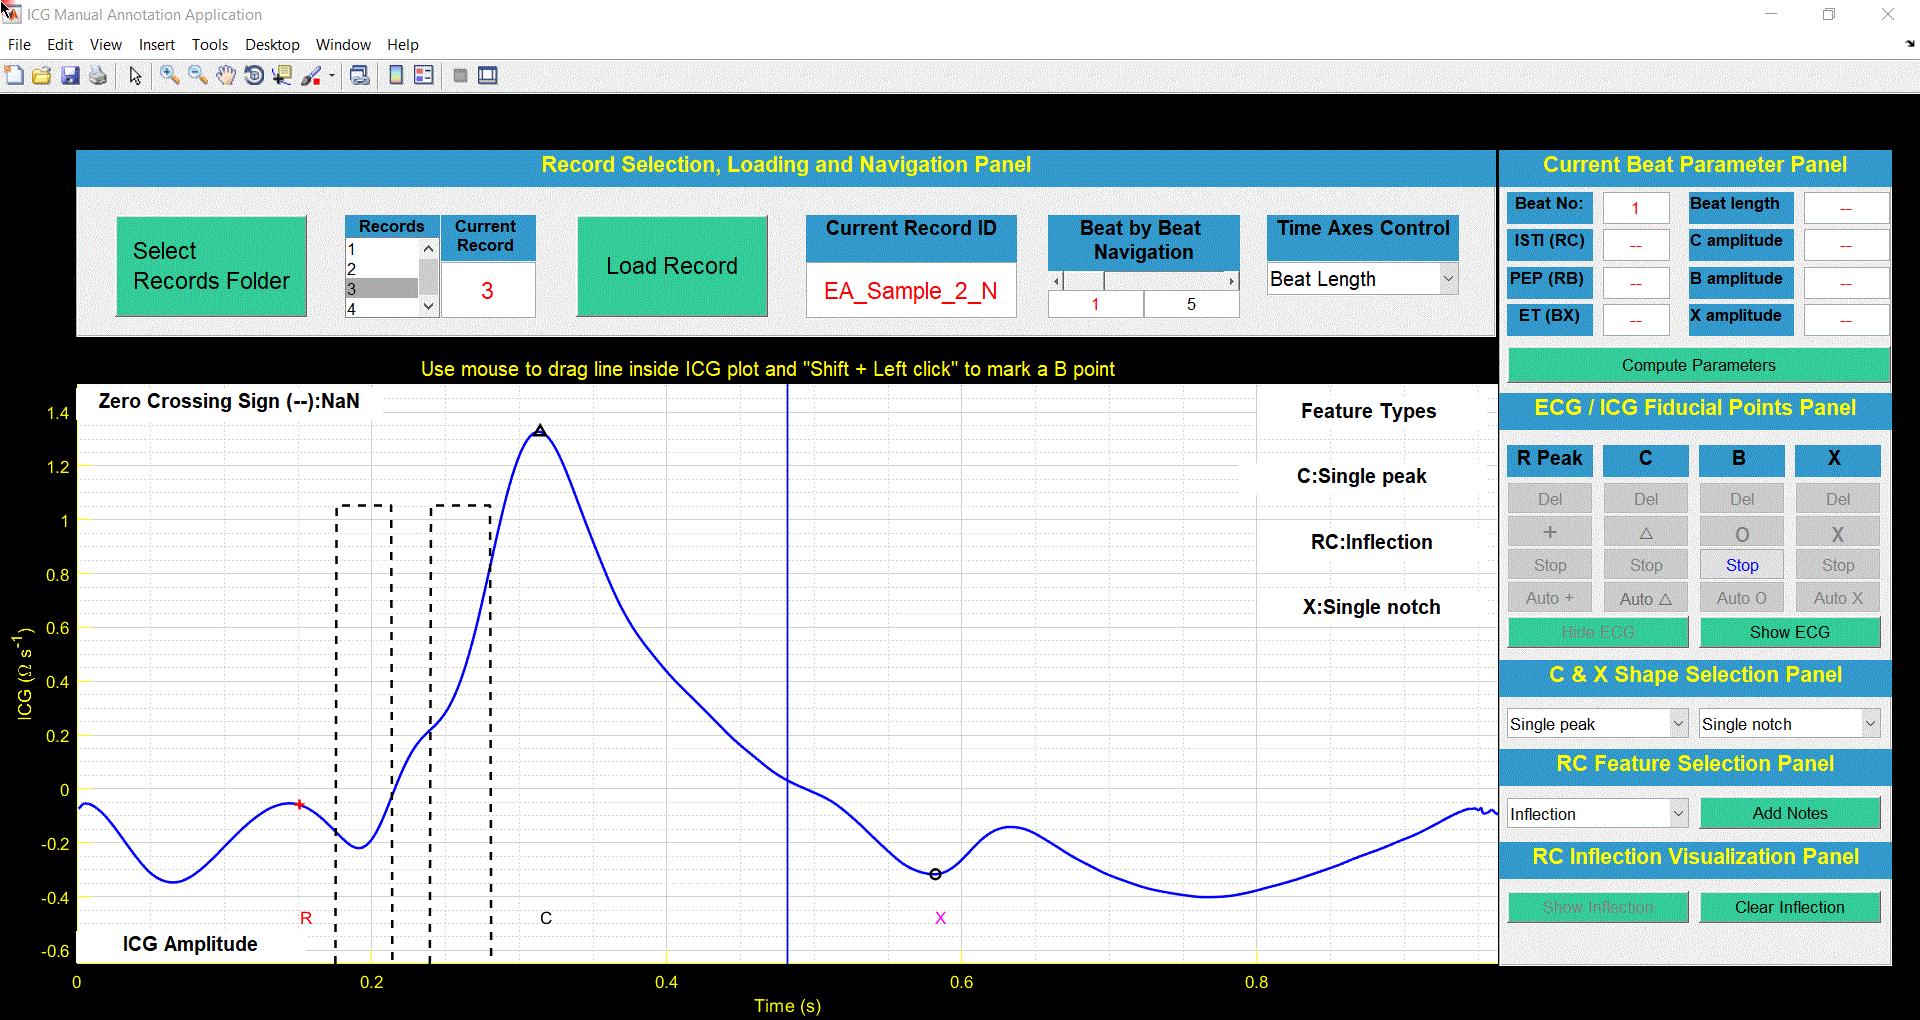 ICG Manual Annotation Application
File Edit View Insert Tools Desktop Window Help
Record Selection, Loading and Navigation Panel
Select
Records Folder
Records
1
2
3
4
Current
Record
3
Load Record
Current Record ID
EA_Sample_2_N
Beat by Beat
Navigation
1 5
Time Axes Control
Beat Length
Current Beat Parameter Panel
Beat No: 1 Beat length --
ISTI (RC) -- C amplitude --
PEP (RB) -- B amplitude --
ET (BX) -- X amplitude --
Compute Parameters
Use mouse to drag line inside ICG plot and "Shift + Left click" to mark a B point
Zero Crossing Sign (--):NaN
Feature Types
C:Single peak
RC:Inflection
X:Single notch
1.4
1.2
1
0.8
0.6
0.4
0.2
0
-0.2
-0.4
-0.6
ICG (Ω s-1)
R C X
ICG Amplitude
0 0.2 0.4 0.6 0.8
Time (s)
ECG / ICG Fiducial Points Panel
R Peak C B X
Del Del Del Del
+ △ O X
Stop Stop Stop Stop
Auto + Auto △ Auto O Auto X
Hide ECG Show ECG
C & X Shape Selection Panel
Single peak Single notch
RC Feature Selection Panel
Inflection Add Notes
RC Inflection Visualization Panel
Show Inflection Clear Inflection